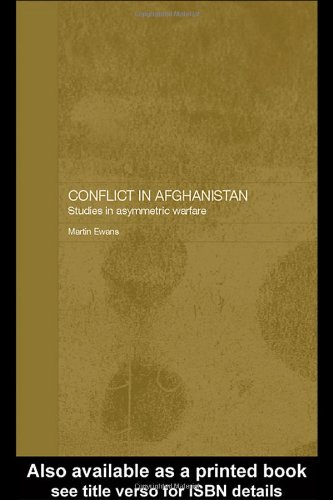 CONFLICT IN AFGHANISTAN
Studies in asymmetric warfare
Martin Ewans
Also available as a printed book
see title verso for ISBN details